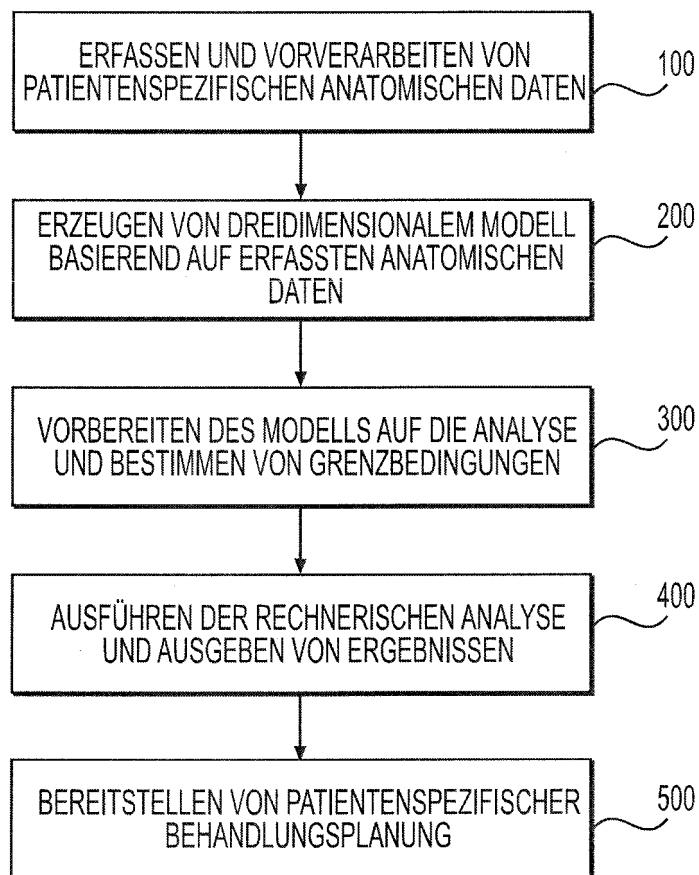 ERFASSEN UND VORVERARBEITEN VON
PATIENTENSPEZIFISCHEN ANATOMISCHEN DATEN
100
ERZEUGEN VON DREIDIMENSIONALEM MODELL
BASIEREND AUF ERFASSTEN ANATOMISCHEN
DATEN
200
VORBEREITEN DES MODELLS AUF DIE ANALYSE
UND BESTIMMEN VON GRENZBEDINGUNGEN
300
AUSFÜHREN DER RECHNERISCHEN ANALYSE
UND AUSGEBEN VON ERGEBNISSEN
400
BEREITSTELLEN VON PATIENTENSPEZIFISCHER
BEHANDLUNGSPLANUNG
500